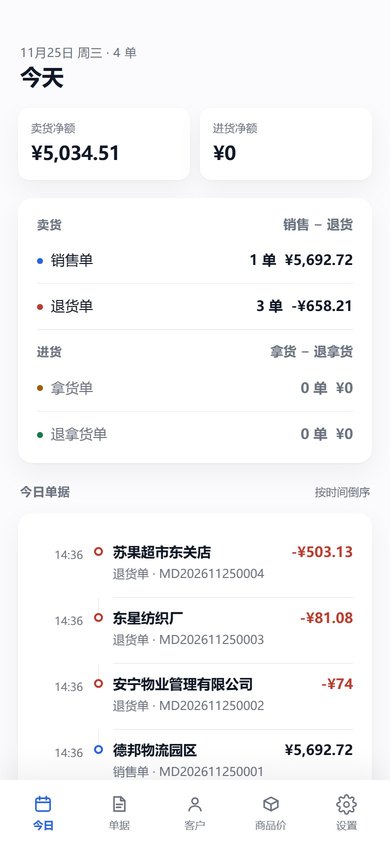 11月25日 周三 · 4 单
今天
卖货净额
¥5,034.51
进货净额
¥0
卖货 销售 − 退货
销售单 1 单 ¥5,692.72
退货单 3 单 -¥658.21
进货 拿货 − 退拿货
拿货单 0 单 ¥0
退拿货单 0 单 ¥0
今日单据 按时间倒序
14:36 苏果超市东关店 -¥503.13
退货单 · MD202611250004
14:36 东星纺织厂 -¥81.08
退货单 · MD202611250003
14:36 安宁物业管理有限公司 -¥74
退货单 · MD202611250002
14:36 德邦物流园区 ¥5,692.72
销售单 · MD202611250001
今日 单据 客户 商品价 设置